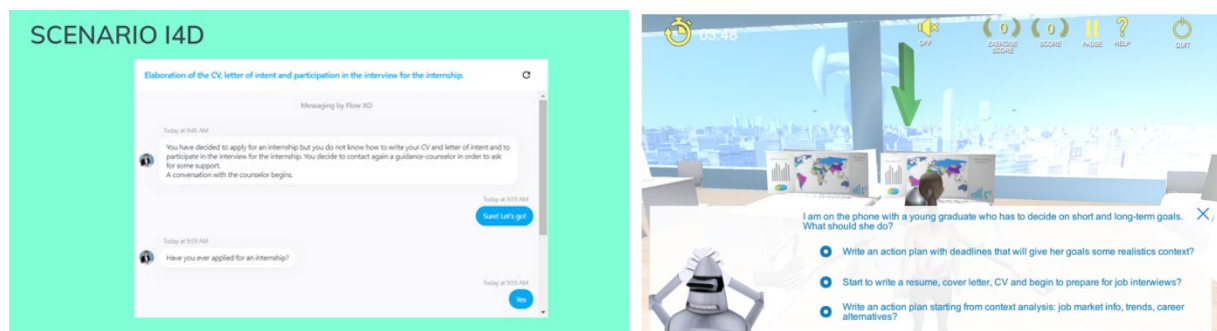 SCENARIO I4D
Elaboration of the CV, letter of intent and participation in the interview for the internship.
Messaging by Flow XO
Today at 9:46 AM
You have decided to apply for an internship but you do not know how to write your CV and letter of intent and to
participate in the interview for the internship. You decide to contact again a guidance-counselor in order to ask
for some support.
A conversation with the counselor begins.
Today at 9:59 AM
Sure! Let's go!
Today at 9:59 AM
Have you ever applied for an internship?
Today at 9:59 AM
Yes
03:48
OFF
0
EXERCISE
SCORE
0
SCORE
PAUSE
HELP
QUIT
I am on the phone with a young graduate who has to decide on short and long-term goals.
What should she do?
Write an action plan with deadlines that will give her goals some realistics context?
Start to write a resume, cover letter, CV and begin to prepare for job interwiews?
Write an action plan starting from context analysis: job market info, trends, career
alternatives?